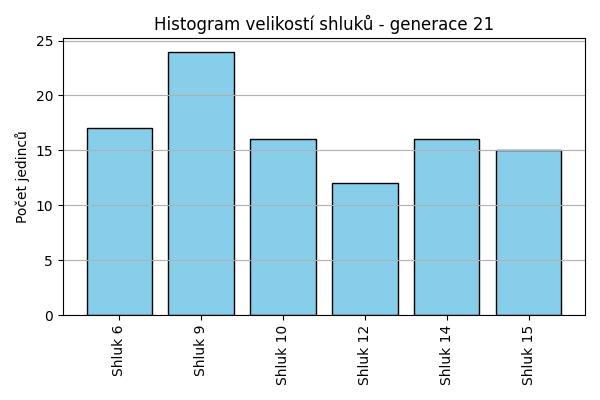 Histogram velikostí shluků - generace 21
Počet jedinců
25
20
15
10
5
0
Shluk 6
Shluk 9
Shluk 10
Shluk 12
Shluk 14
Shluk 15